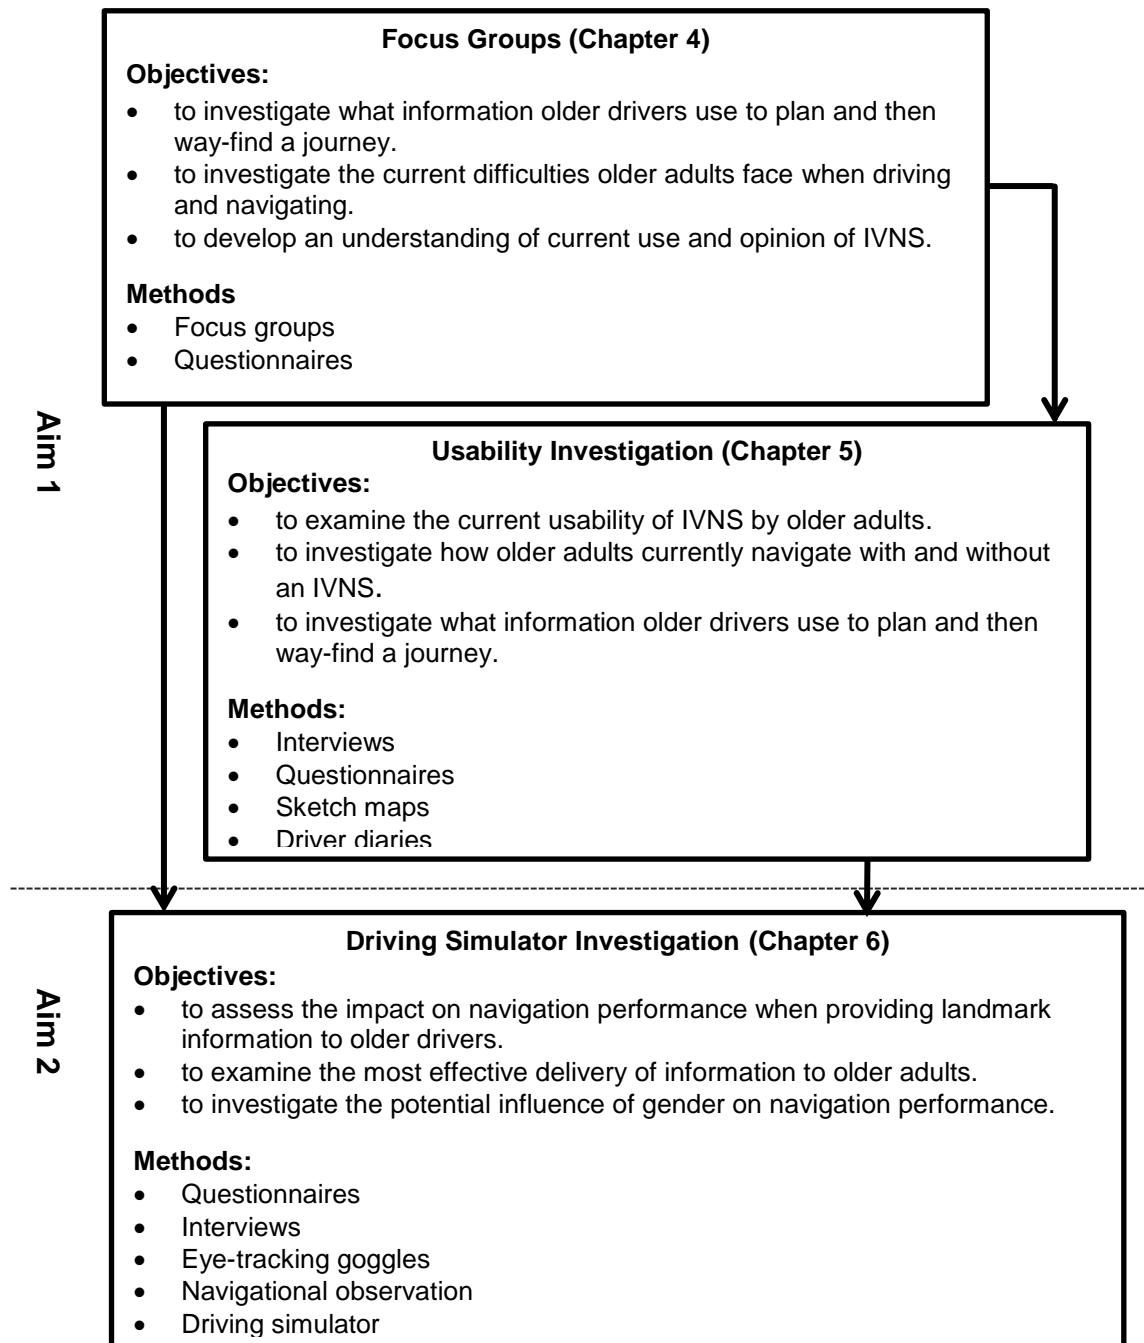 Focus Groups (Chapter 4)
Objectives:
• to investigate what information older drivers use to plan and then
way-find a journey.
• to investigate the current difficulties older adults face when driving
and navigating.
• to develop an understanding of current use and opinion of IVNS.
Methods
• Focus groups
• Questionnaires
Aim 1
Usability Investigation (Chapter 5)
Objectives:
• to examine the current usability of IVNS by older adults.
• to investigate how older adults currently navigate with and without
an IVNS.
• to investigate what information older drivers use to plan and then
way-find a journey.
Methods:
• Interviews
• Questionnaires
• Sketch maps
• Driver diaries
Driving Simulator Investigation (Chapter 6)
Objectives:
• to assess the impact on navigation performance when providing landmark
information to older drivers.
• to examine the most effective delivery of information to older adults.
• to investigate the potential influence of gender on navigation performance.
Aim 2
Methods:
• Questionnaires
• Interviews
• Eye-tracking goggles
• Navigational observation
• Driving simulator